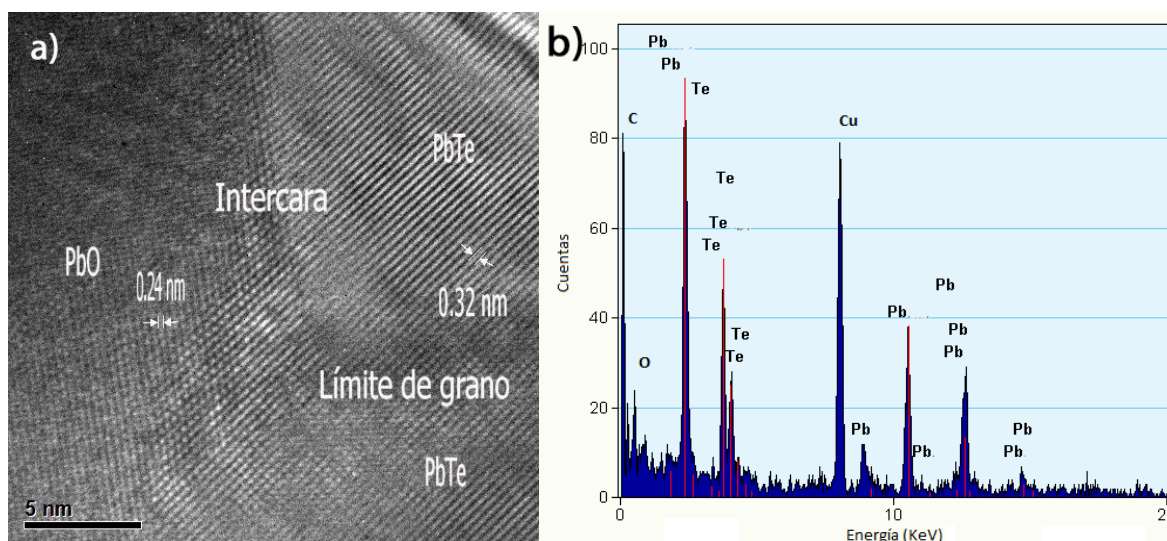 a)
PbTe
Intercara
PbO
0.24 nm
0.32 nm
Límite de grano
PbTe
5 nm
b)
100
80
60
40
20
0
Cuentas
C
O
Pb
Pb
Te
Te
Te
Te
Te
Te
Cu
Pb
Pb
Pb
Pb
Pb
Pb
Pb
Pb
0
10
2
Energía (KeV)